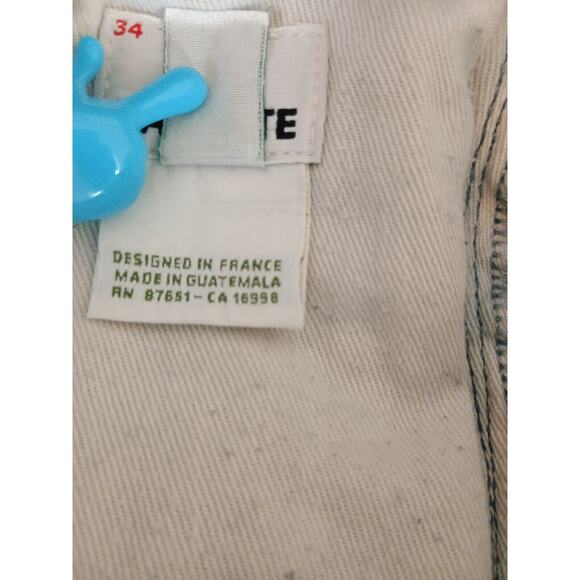 34
TE
DESIGNED IN FRANCE
MADE IN GUATEMALA
RN 87651-CA 16998